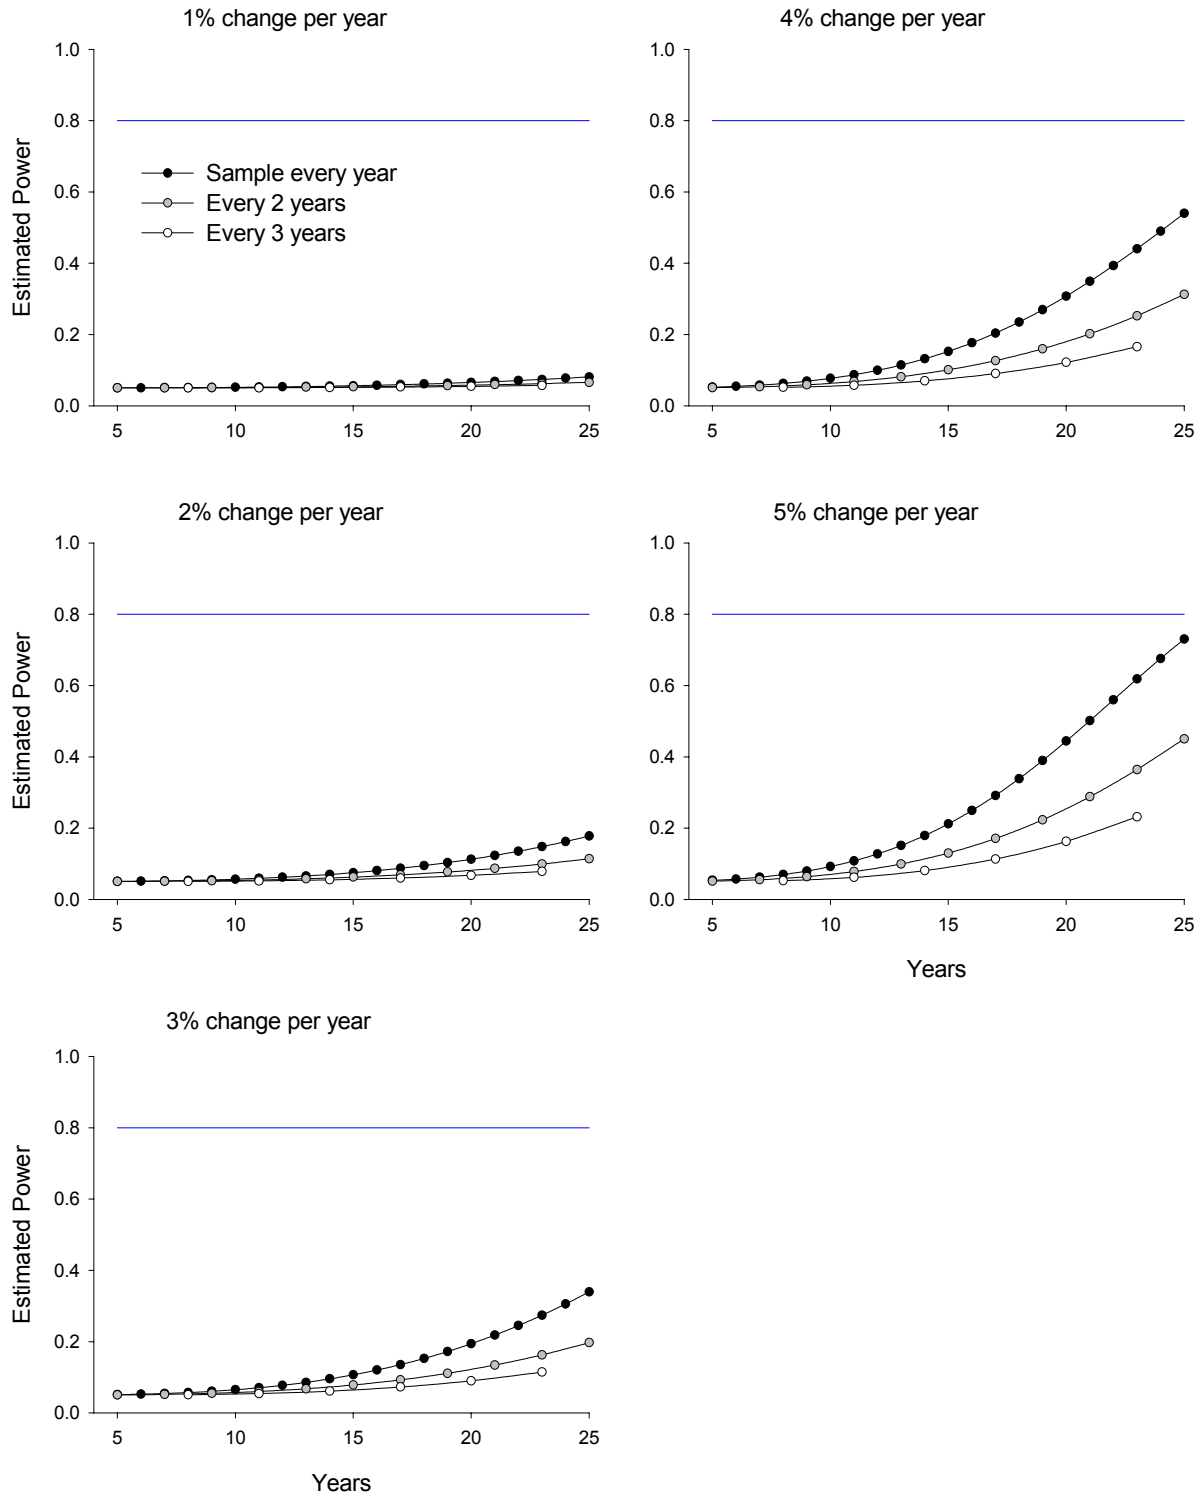 1% change per year
1.0
0.8
0.6
0.4
0.2
0.0
Estimated Power
Sample every year
Every 2 years
Every 3 years
5 10 15 20 25
4% change per year
1.0
0.8
0.6
0.4
0.2
0.0
5 10 15 20 25
2% change per year
1.0
0.8
0.6
0.4
0.2
0.0
Estimated Power
5 10 15 20 25
5% change per year
1.0
0.8
0.6
0.4
0.2
0.0
5 10 15 20 25
Years
3% change per year
1.0
0.8
0.6
0.4
0.2
0.0
Estimated Power
5 10 15 20 25
Years